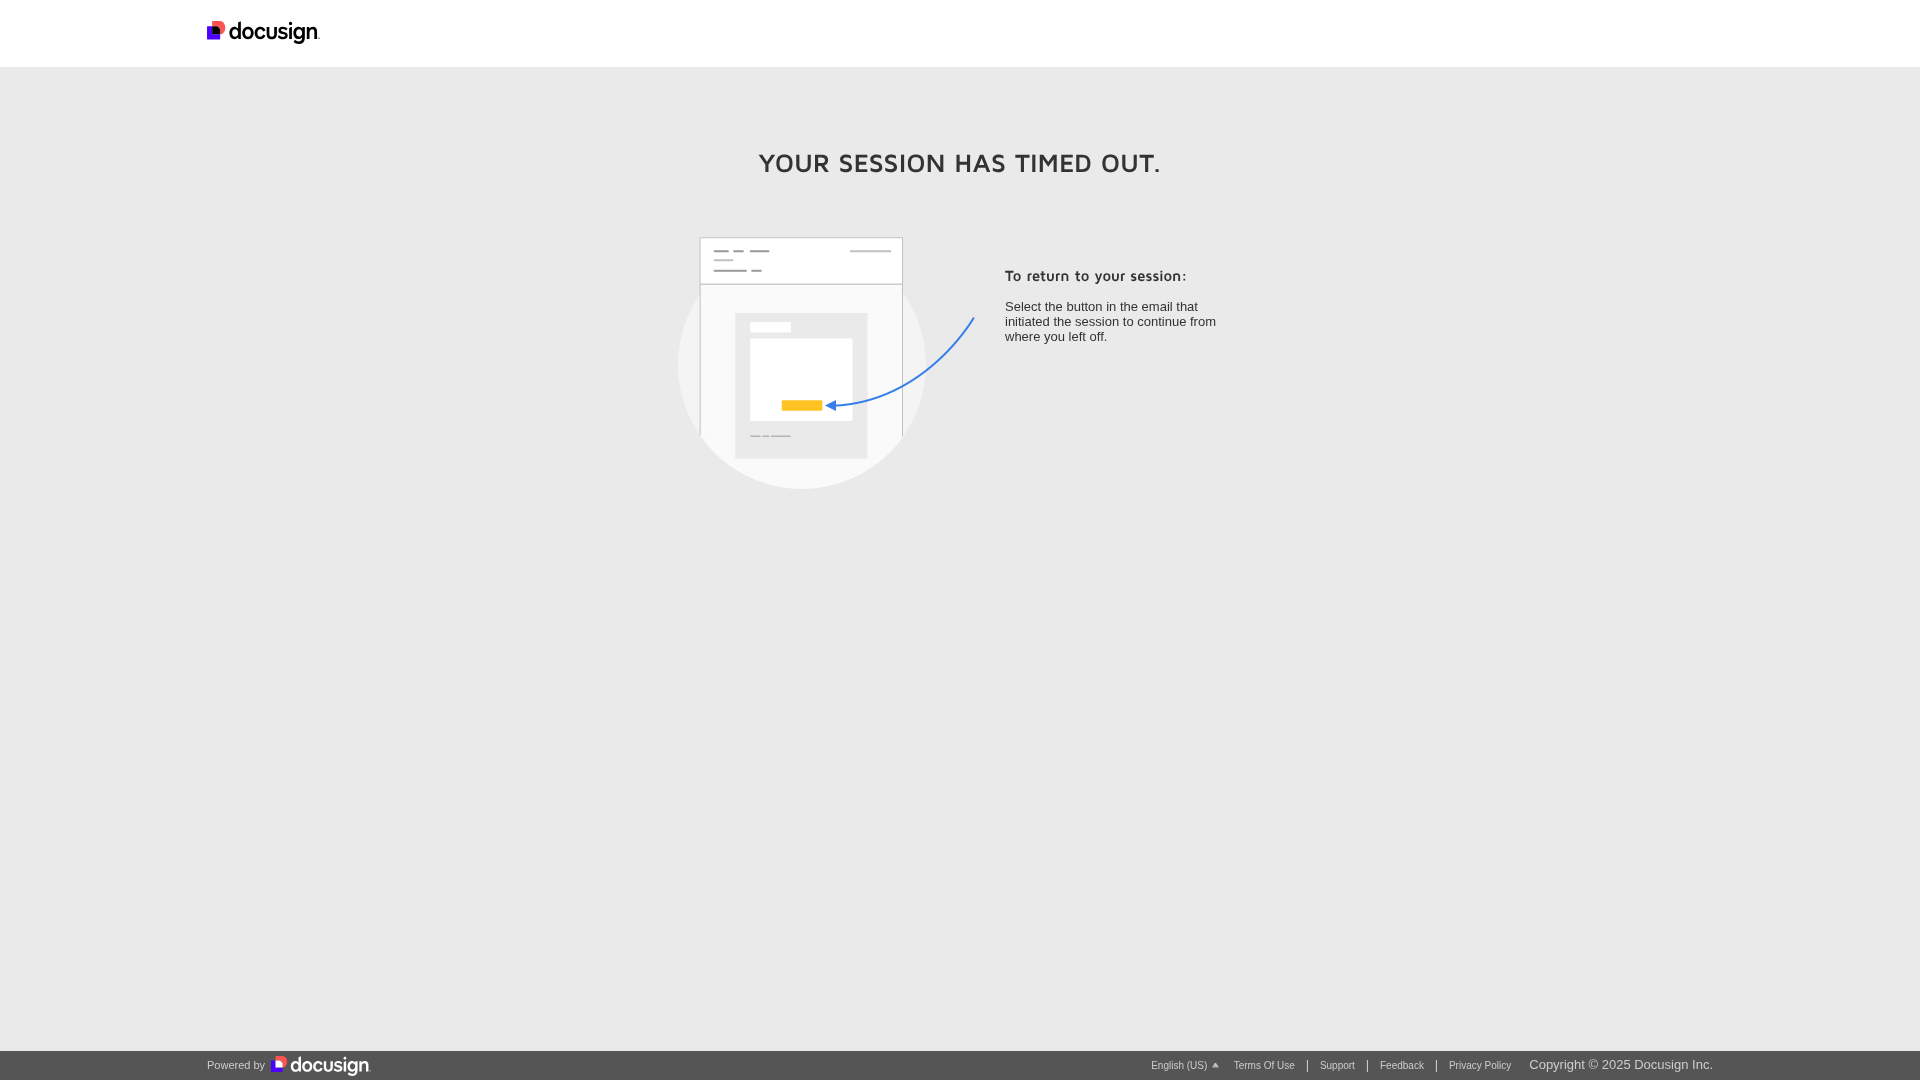 docusign
YOUR SESSION HAS TIMED OUT.
To return to your session:
Select the button in the email that
initiated the session to continue from
where you left off.
Powered by docusign
English (US) Terms Of Use | Support | Feedback | Privacy Policy Copyright © 2025 Docusign Inc.